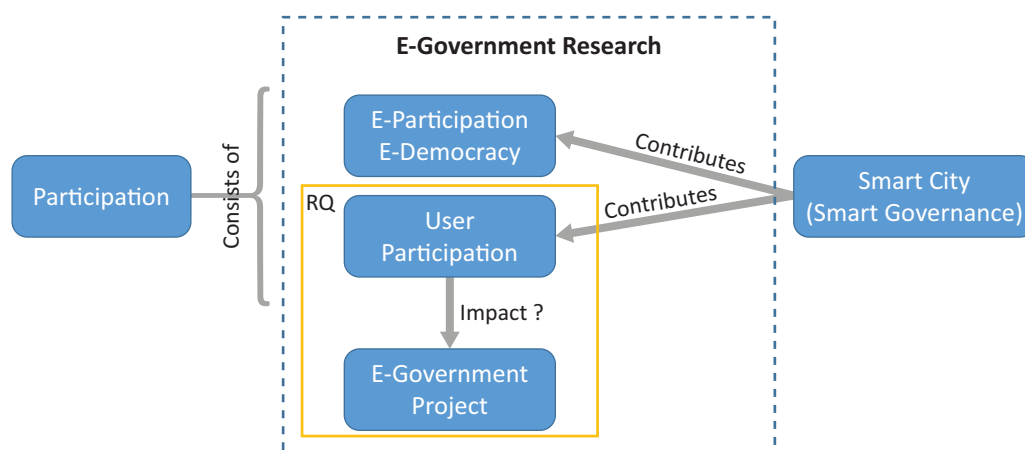 E-Government Research
Participation
Consists of
E-Participation
E-Democracy
Contributes
Contributes
Smart City
(Smart Governance)
RQ
User
Participation
Impact ?
E-Government
Project